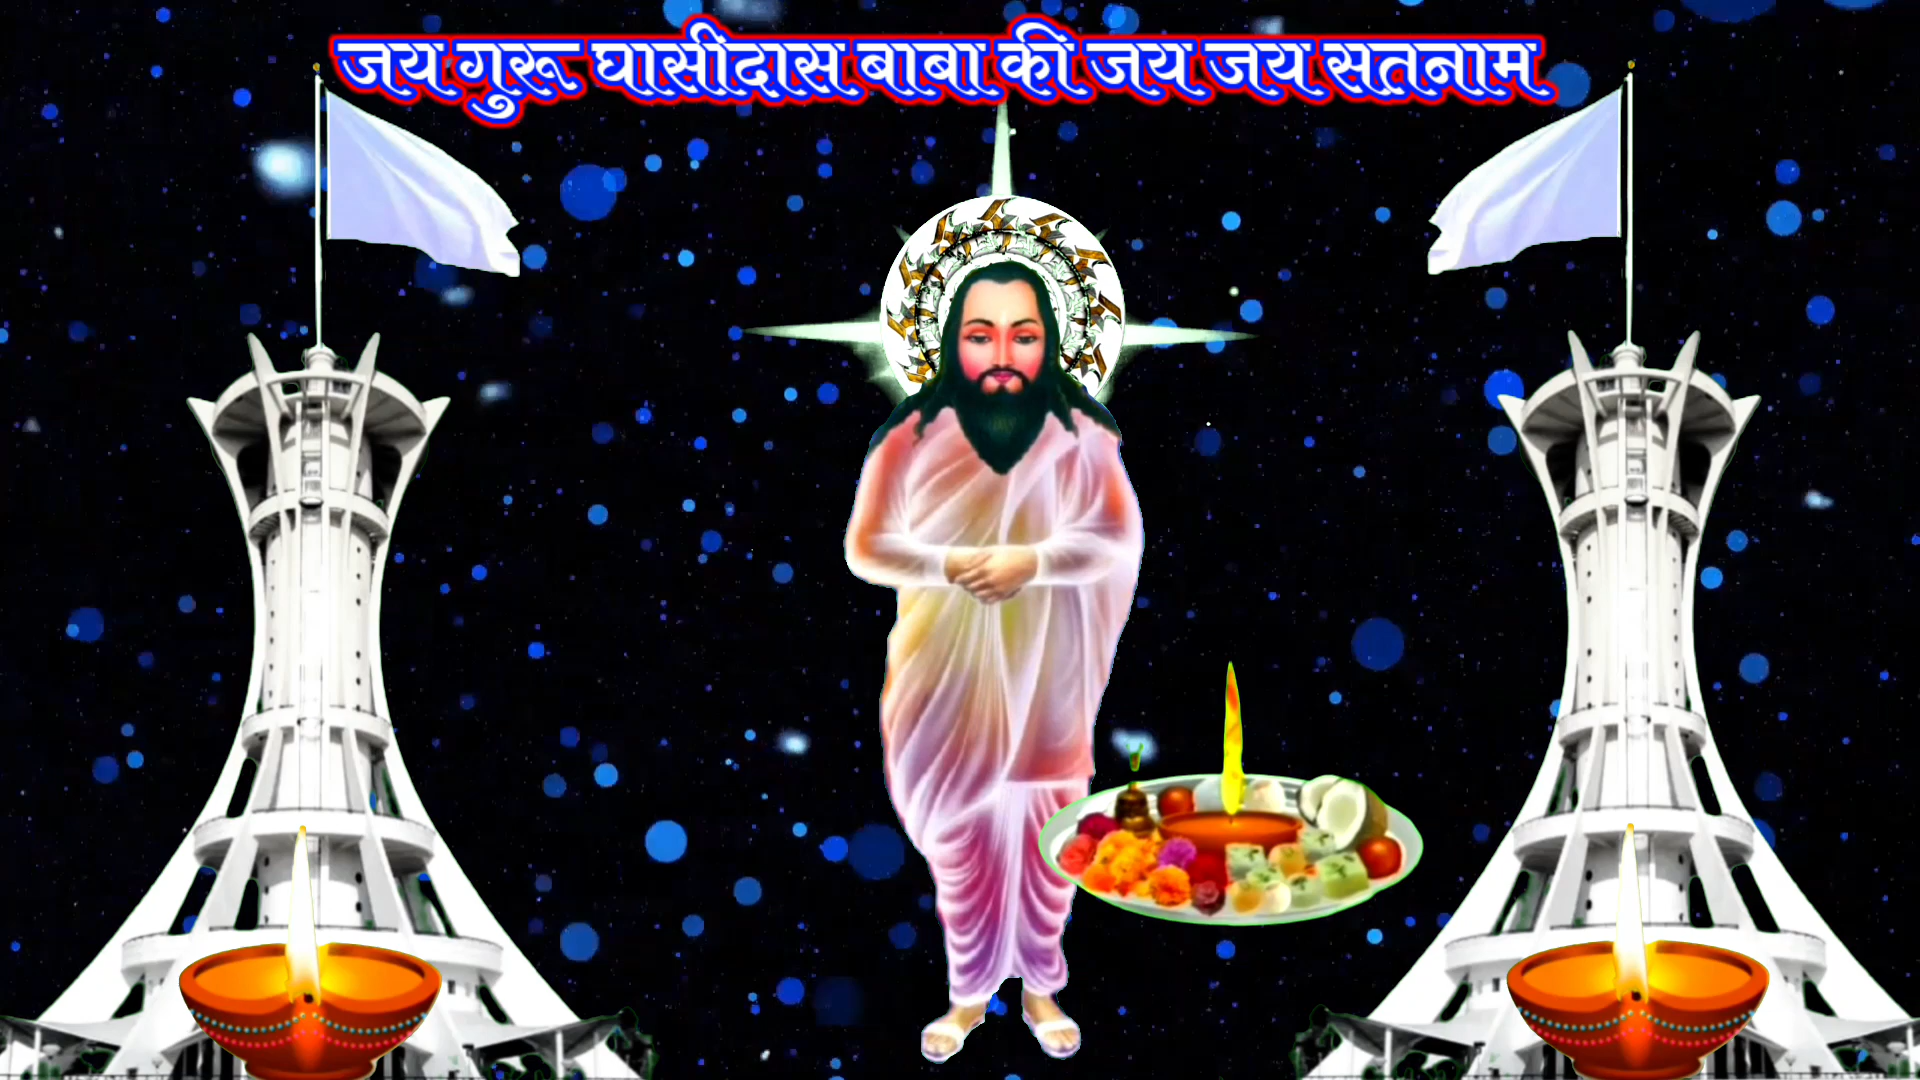 जय गुरू घासीदास बाबा की जय जय सतनाम